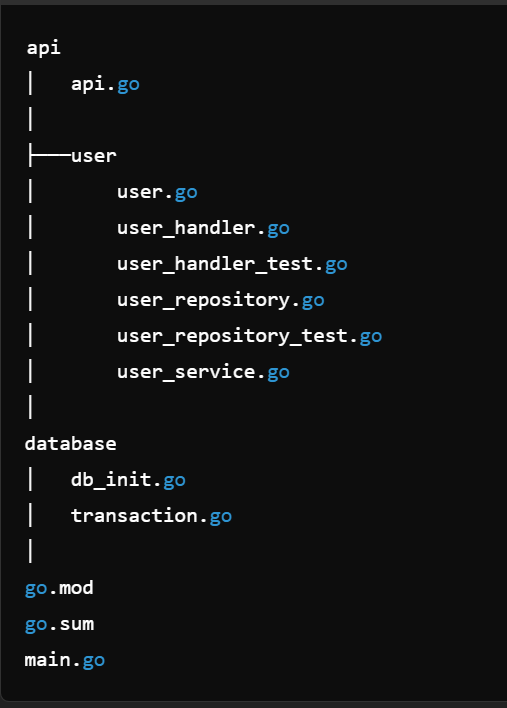 api
│   api.go
│
├───user
│       user.go
│       user_handler.go
│       user_handler_test.go
│       user_repository.go
│       user_repository_test.go
│       user_service.go
│
database
│   db_init.go
│   transaction.go
│
go.mod
go.sum
main.go